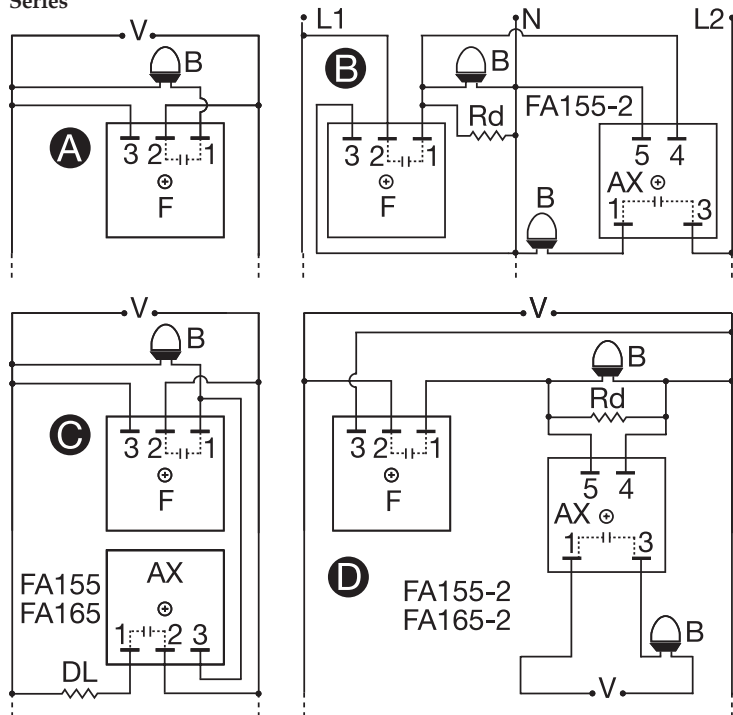 Series
V
B
A
3 2 1
F
L1 N L2
B
B
Rd
FA155-2
3 2 1
F
5 4
AX
1 3
B
V
B
C
3 2 1
F
FA155
FA165
AX
1 2 3
DL
V
B
Rd
3 2 1
F
5 4
AX
1 3
D
FA155-2
FA165-2
B
V